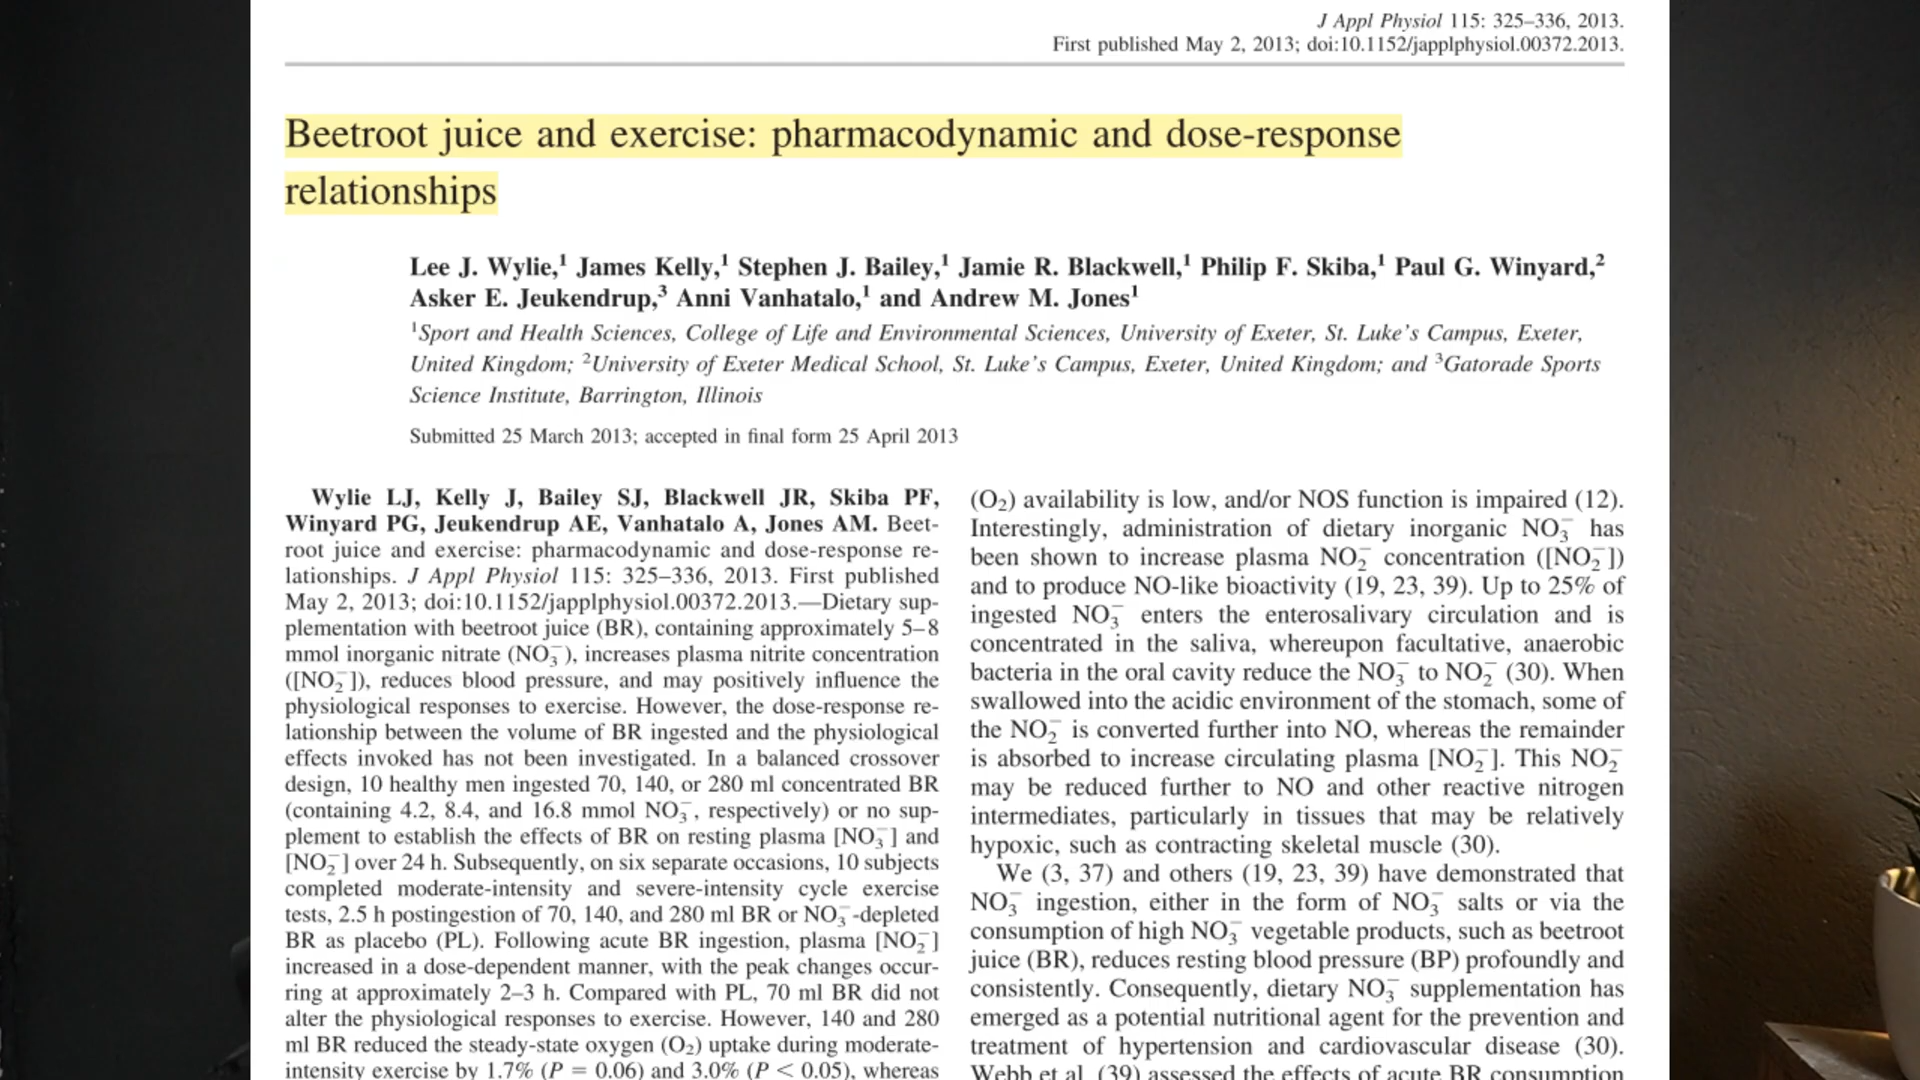 J Appl Physiol 115: 325–336, 2013.
First published May 2, 2013; doi:10.1152/japplphysiol.00372.2013.
Beetroot juice and exercise: pharmacodynamic and dose-response
relationships
Lee J. Wylie,¹ James Kelly,¹ Stephen J. Bailey,¹ Jamie R. Blackwell,¹ Philip F. Skiba,¹ Paul G. Winyard,²
Asker E. Jeukendrup,³ Anni Vanhatalo,¹ and Andrew M. Jones¹
¹Sport and Health Sciences, College of Life and Environmental Sciences, University of Exeter, St. Luke's Campus, Exeter,
United Kingdom; ²University of Exeter Medical School, St. Luke's Campus, Exeter, United Kingdom; and ³Gatorade Sports
Science Institute, Barrington, Illinois
Submitted 25 March 2013; accepted in final form 25 April 2013
Wylie LJ, Kelly J, Bailey SJ, Blackwell JR, Skiba PF,
Winyard PG, Jeukendrup AE, Vanhatalo A, Jones AM. Beet-
root juice and exercise: pharmacodynamic and dose-response re-
lationships. J Appl Physiol 115: 325–336, 2013. First published
May 2, 2013; doi:10.1152/japplphysiol.00372.2013.—Dietary sup-
plementation with beetroot juice (BR), containing approximately 5–8
mmol inorganic nitrate (NO₃⁻), increases plasma nitrite concentration
([NO₂⁻]), reduces blood pressure, and may positively influence the
physiological responses to exercise. However, the dose-response re-
lationship between the volume of BR ingested and the physiological
effects invoked has not been investigated. In a balanced crossover
design, 10 healthy men ingested 70, 140, or 280 ml concentrated BR
(containing 4.2, 8.4, and 16.8 mmol NO₃⁻, respectively) or no sup-
plement to establish the effects of BR on resting plasma [NO₃⁻] and
[NO₂⁻] over 24 h. Subsequently, on six separate occasions, 10 subjects
completed moderate-intensity and severe-intensity cycle exercise
tests, 2.5 h postingestion of 70, 140, and 280 ml BR or NO₃⁻-depleted
BR as placebo (PL). Following acute BR ingestion, plasma [NO₂⁻]
increased in a dose-dependent manner, with the peak changes occur-
ring at approximately 2–3 h. Compared with PL, 70 ml BR did not
alter the physiological responses to exercise. However, 140 and 280
ml BR reduced the steady-state oxygen (O₂) uptake during moderate-
intensity exercise by 1.7% (P = 0.06) and 3.0% (P < 0.05), whereas
(O₂) availability is low, and/or NOS function is impaired (12).
Interestingly, administration of dietary inorganic NO₃⁻ has
been shown to increase plasma NO₂⁻ concentration ([NO₂⁻])
and to produce NO-like bioactivity (19, 23, 39). Up to 25% of
ingested NO₃⁻ enters the enterosalivary circulation and is
concentrated in the saliva, whereupon facultative, anaerobic
bacteria in the oral cavity reduce the NO₃⁻ to NO₂⁻ (30). When
swallowed into the acidic environment of the stomach, some of
the NO₂⁻ is converted further into NO, whereas the remainder
is absorbed to increase circulating plasma [NO₂⁻]. This NO₂⁻
may be reduced further to NO and other reactive nitrogen
intermediates, particularly in tissues that may be relatively
hypoxic, such as contracting skeletal muscle (30).
We (3, 37) and others (19, 23, 39) have demonstrated that
NO₃⁻ ingestion, either in the form of NO₃⁻ salts or via the
consumption of high NO₃⁻ vegetable products, such as beetroot
juice (BR), reduces resting blood pressure (BP) profoundly and
consistently. Consequently, dietary NO₃⁻ supplementation has
emerged as a potential nutritional agent for the prevention and
treatment of hypertension and cardiovascular disease (30).
Webb et al. (39) assessed the effects of acute BR consumption